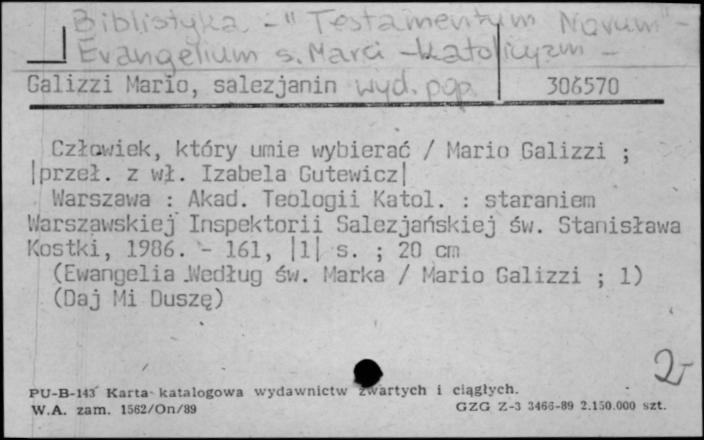 Biblistyka - "Testamentum Novum" -
Evangelium s. Marci - katolicyzm -
Galizzi Mario, salezjanin wyd. pop. 306570
Człowiek, który umie wybierać / Mario Galizzi ;
|przeł. z wł. Izabela Gutewicz|
Warszawa : Akad. Teologii Katol. : staraniem
Warszawskiej Inspektorii Salezjańskiej św. Stanisława
Kostki, 1986. - 161, |1| s. ; 20 cm
(Ewangelia Według św. Marka / Mario Galizzi ; 1)
(Daj Mi Duszę)
PU-B-143 Karta katalogowa wydawnictw zwartych i ciągłych.
W.A. zam. 1562/On/89 GZG Z-3 3466-89 2.150.000 szt.